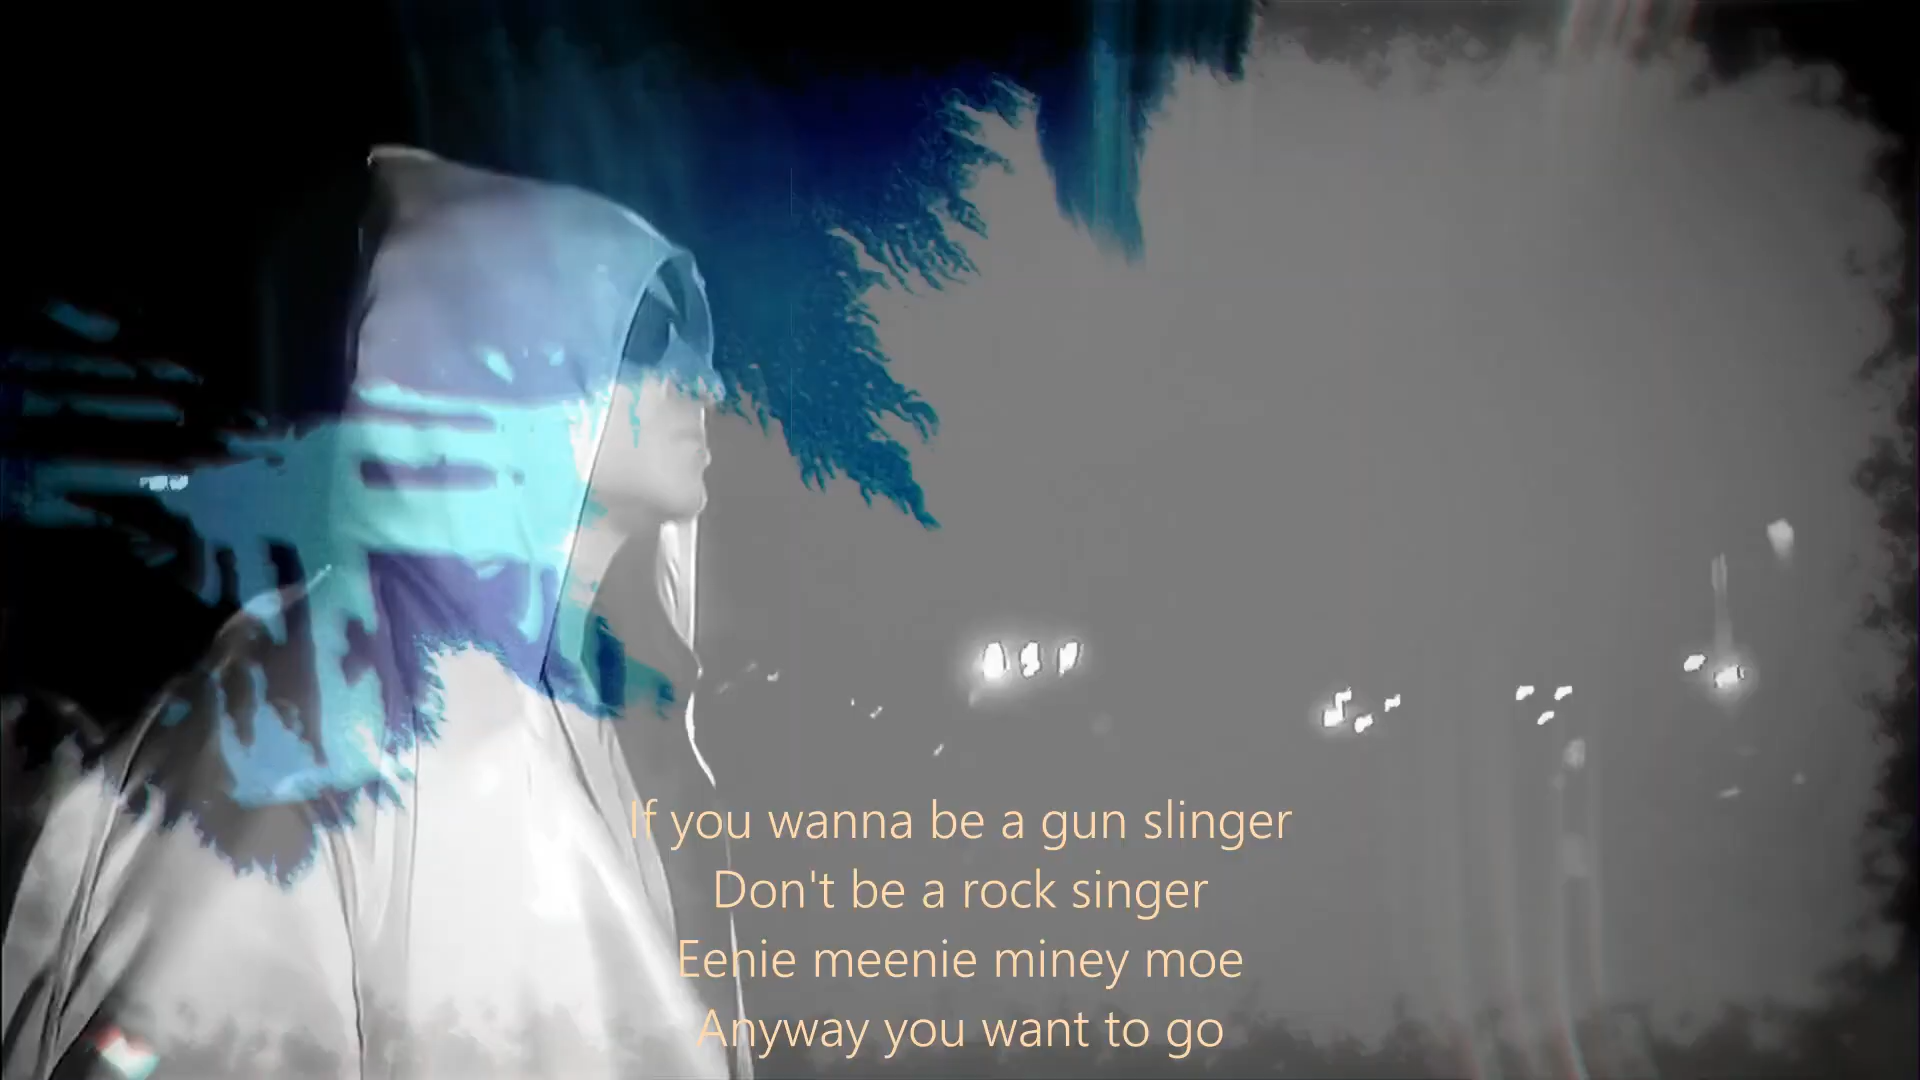 If you wanna be a gun slinger
Don't be a rock singer
Eenie meenie miney moe
Anyway you want to go